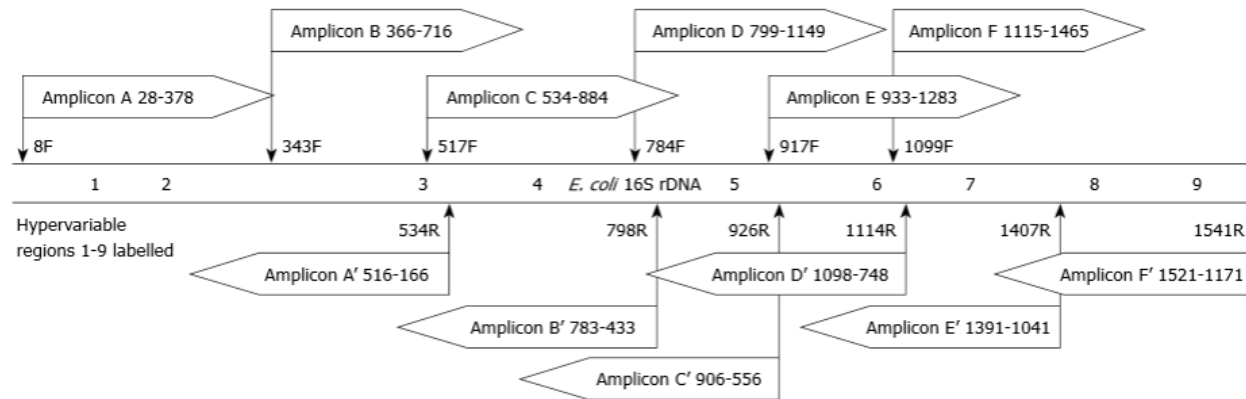 Amplicon B 366-716
Amplicon D 799-1149
Amplicon F 1115-1465
Amplicon A 28-378
Amplicon C 534-884
Amplicon E 933-1283
8F
343F
517F
784F
917F
1099F
1 2 3 4 E. coli 16S rDNA 5 6 7 8 9
Hypervariable
regions 1-9 labelled
534R
798R
926R
1114R
1407R
1541R
Amplicon A′ 516-166
Amplicon D′ 1098-748
Amplicon F′ 1521-1171
Amplicon B′ 783-433
Amplicon E′ 1391-1041
Amplicon C′ 906-556